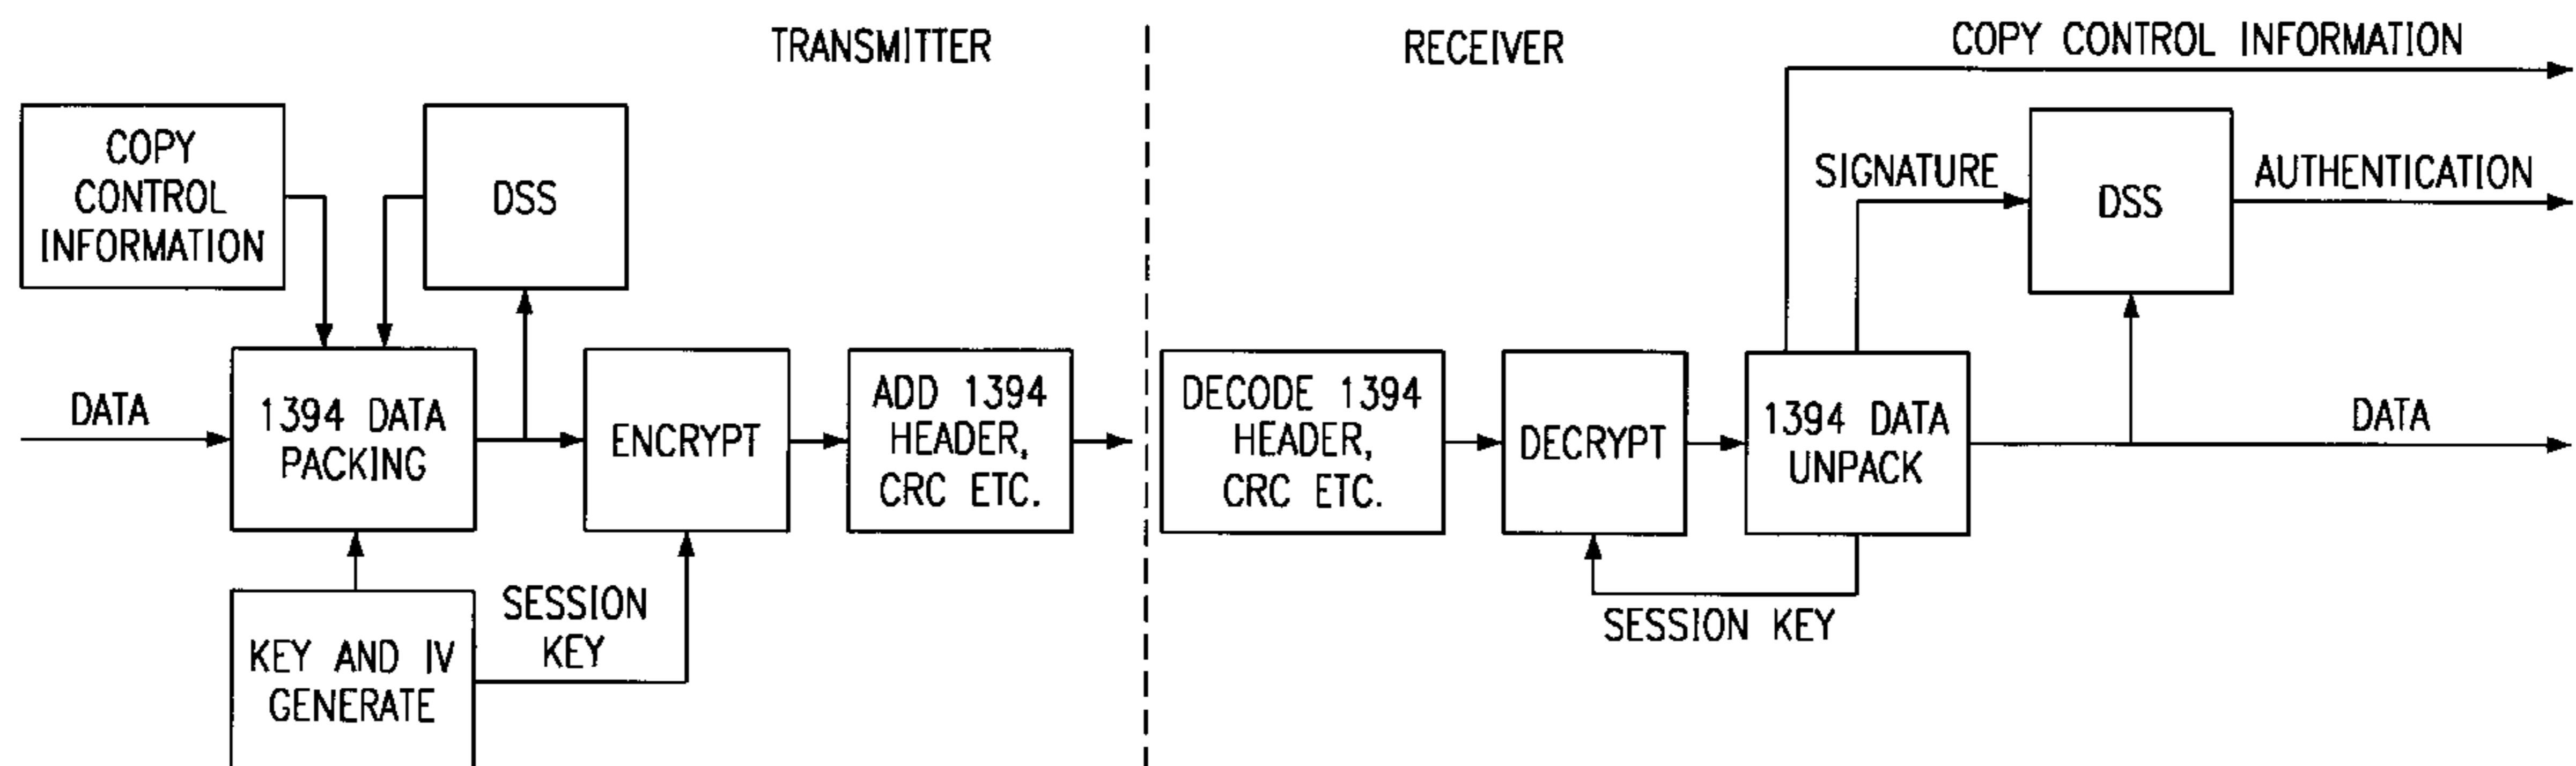 TRANSMITTER
RECEIVER
COPY CONTROL INFORMATION
COPY
CONTROL
INFORMATION
DSS
SIGNATURE
DSS
AUTHENTICATION
DATA
1394 DATA
PACKING
ENCRYPT
ADD 1394
HEADER,
CRC ETC.
DECODE 1394
HEADER,
CRC ETC.
DECRYPT
1394 DATA
UNPACK
DATA
SESSION
KEY
SESSION KEY
KEY AND IV
GENERATE